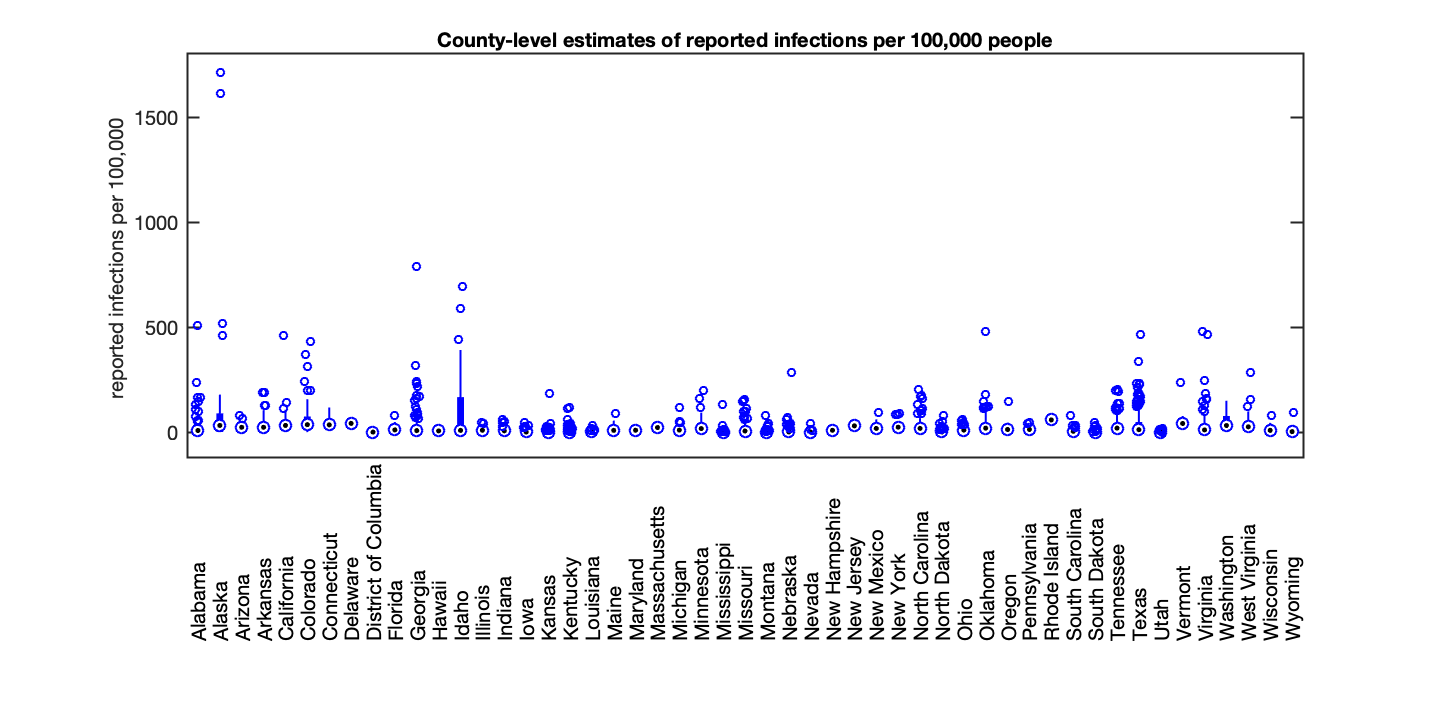 County-level estimates of reported infections per 100,000 people
reported infections per 100,000
1500
1000
500
0
Alabama
Alaska
Arizona
Arkansas
California
Colorado
Connecticut
Delaware
District of Columbia
Florida
Georgia
Hawaii
Idaho
Illinois
Indiana
Iowa
Kansas
Kentucky
Louisiana
Maine
Maryland
Massachusetts
Michigan
Minnesota
Mississippi
Missouri
Montana
Nebraska
Nevada
New Hampshire
New Jersey
New Mexico
New York
North Carolina
North Dakota
Ohio
Oklahoma
Oregon
Pennsylvania
Rhode Island
South Carolina
South Dakota
Tennessee
Texas
Utah
Vermont
Virginia
Washington
West Virginia
Wisconsin
Wyoming